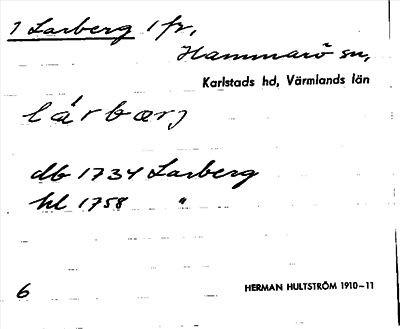 1 Larberg 1 fr,
Hammarö sn,
Karlstads hd, Värmlands län
lárbærj
db 1734 Larberg
hl 1758 "
6
HERMAN HULTSTRÖM 1910-11